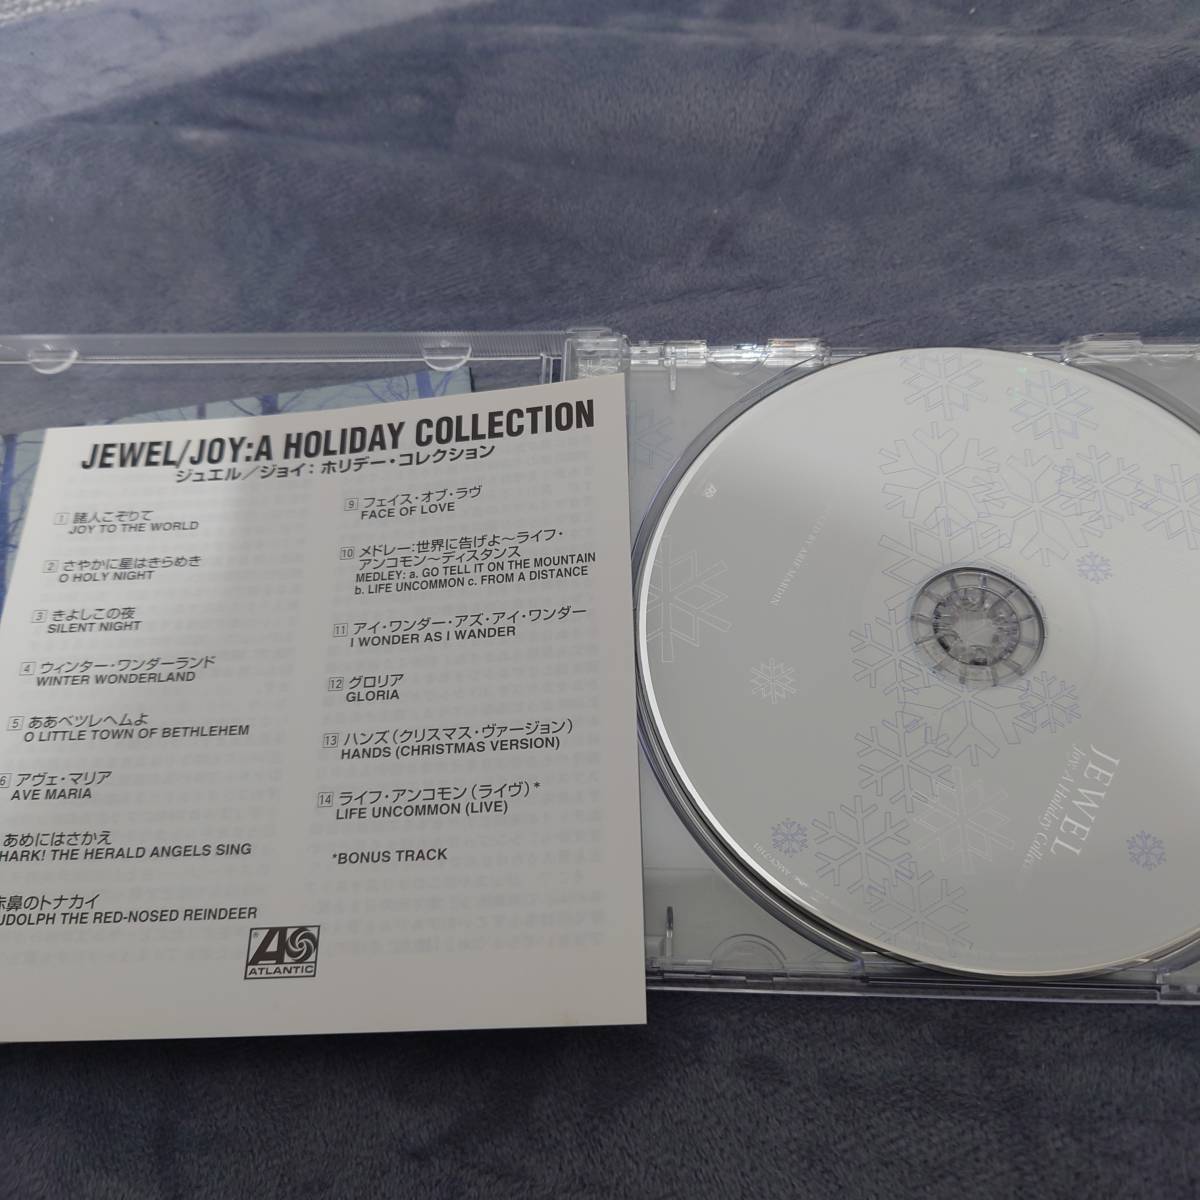 JEWEL/JOY:A HOLIDAY COLLECTION
ジュエル/ジョイ:ホリデー・コレクション
1 諸人こぞりて
JOY TO THE WORLD
2 さやかに星はきらめき
O HOLY NIGHT
3 きよしこの夜
SILENT NIGHT
4 ウィンター・ワンダーランド
WINTER WONDERLAND
5 ああベツレヘムよ
O LITTLE TOWN OF BETHLEHEM
6 アヴェ・マリア
AVE MARIA
あめにはさかえ
HARK! THE HERALD ANGELS SING
赤鼻のトナカイ
UDOLPH THE RED-NOSED REINDEER
9 フェイス・オブ・ラヴ
FACE OF LOVE
10 メドレー:世界に告げよ〜ライフ・
アンコモン〜ディスタンス
MEDLEY: a. GO TELL IT ON THE MOUNTAIN
b. LIFE UNCOMMON c. FROM A DISTANCE
11 アイ・ワンダー・アズ・アイ・ワンダー
I WONDER AS I WANDER
12 グロリア
GLORIA
13 ハンズ(クリスマス・ヴァージョン)
HANDS (CHRISTMAS VERSION)
14 ライフ・アンコモン(ライヴ)*
LIFE UNCOMMON (LIVE)
*BONUS TRACK
ATLANTIC
JEWEL
Joy: A Holiday Collec